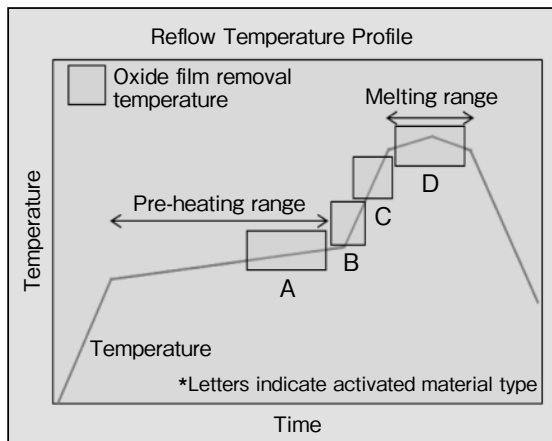 Reflow Temperature Profile
Oxide film removal
temperature
Melting range
D
C
Pre-heating range
B
A
Temperature
Temperature
*Letters indicate activated material type
Time